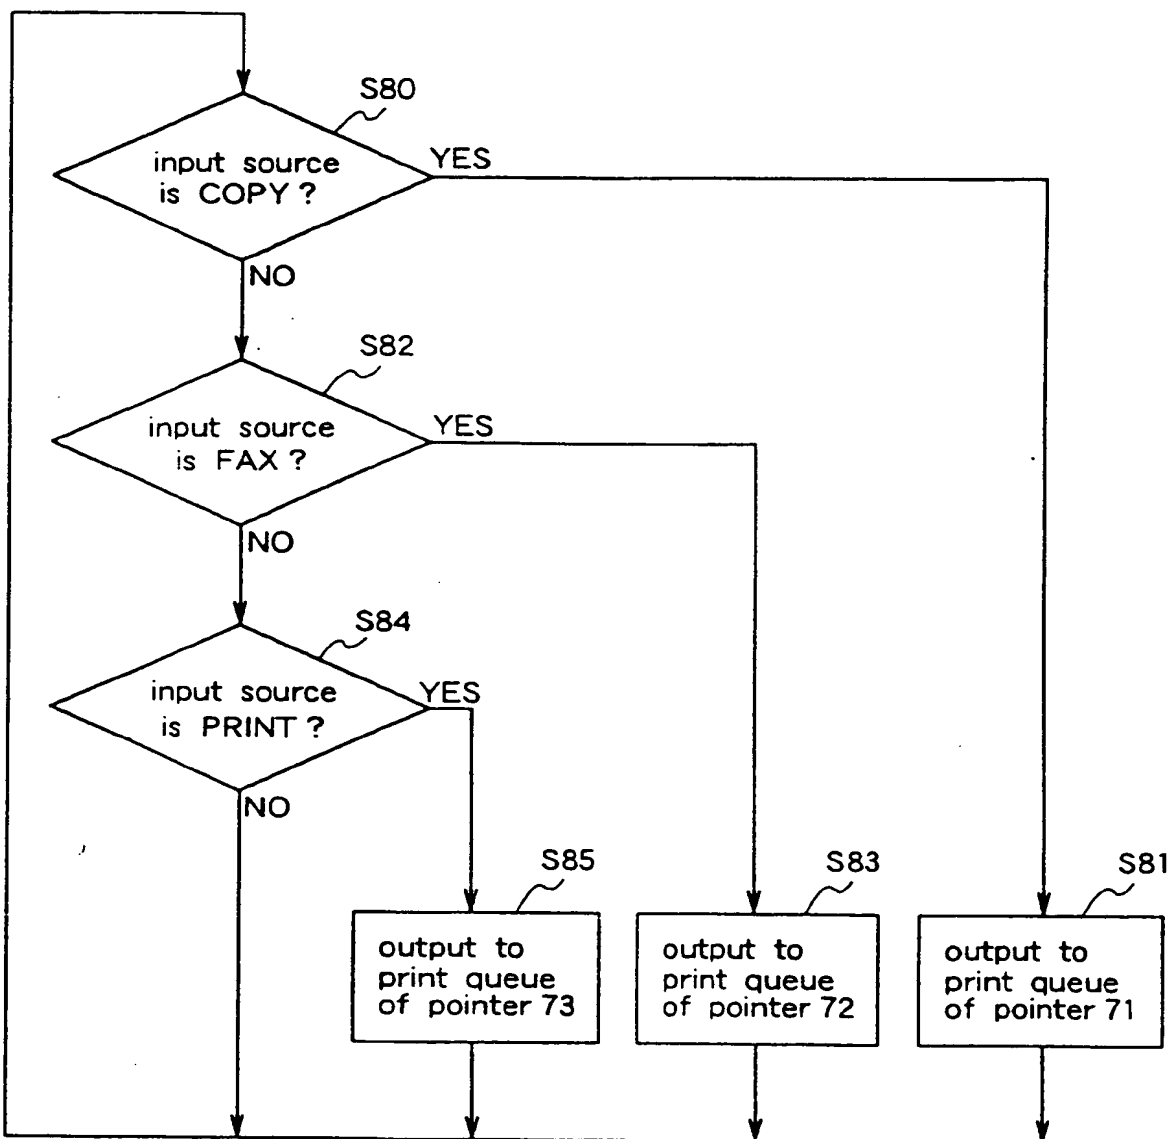 S80
input source
is COPY ?
YES
NO
S82
input source
is FAX ?
YES
NO
S84
input source
is PRINT ?
YES
NO
S85
output to
print queue
of pointer 73
S83
output to
print queue
of pointer 72
S81
output to
print queue
of pointer 71